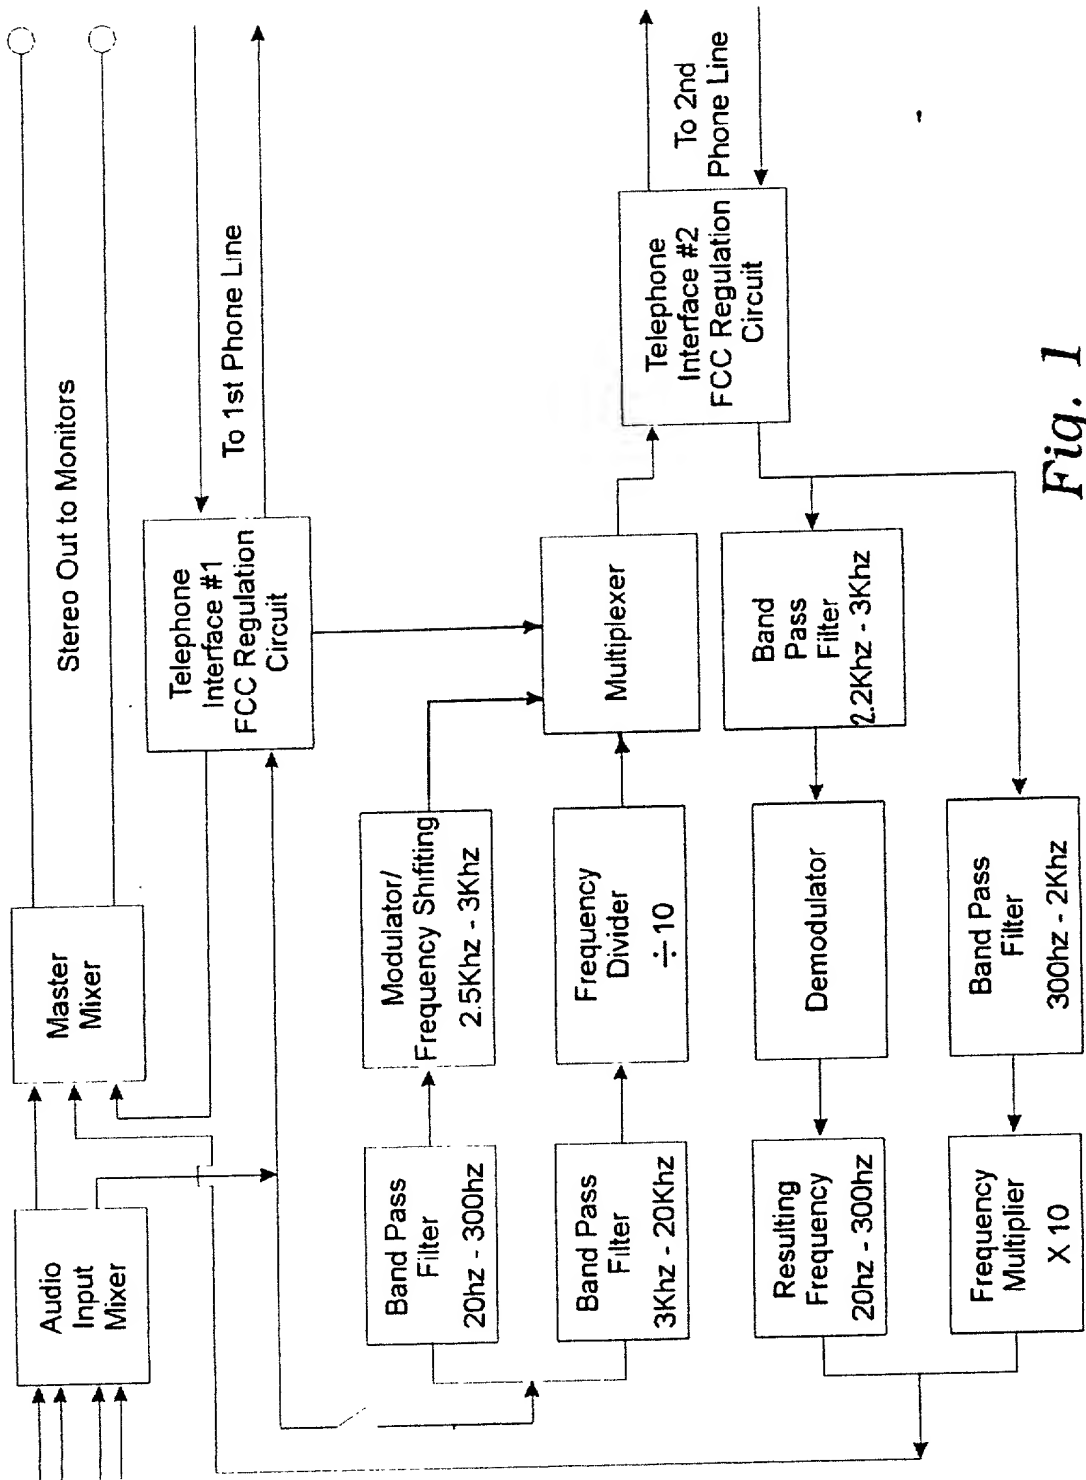 Stereo Out to Monitors
To 1st Phone Line
To 2nd
Phone Line
Master
Mixer
Audio
Input
Mixer
Telephone
Interface #1
FCC Regulation
Circuit
Telephone
Interface #2
FCC Regulation
Circuit
Band Pass
Filter
20hz - 300hz
Modulator/
Frequency Shifiting
2.5Khz - 3Khz
Band Pass
Filter
3Khz - 20Khz
Frequency
Divider
÷10
Multiplexer
Band
Pass
Filter
2.2Khz - 3Khz
Demodulator
Resulting
Frequency
20hz - 300hz
Band Pass
Filter
300hz - 2Khz
Frequency
Multiplier
X 10
Fig. 1